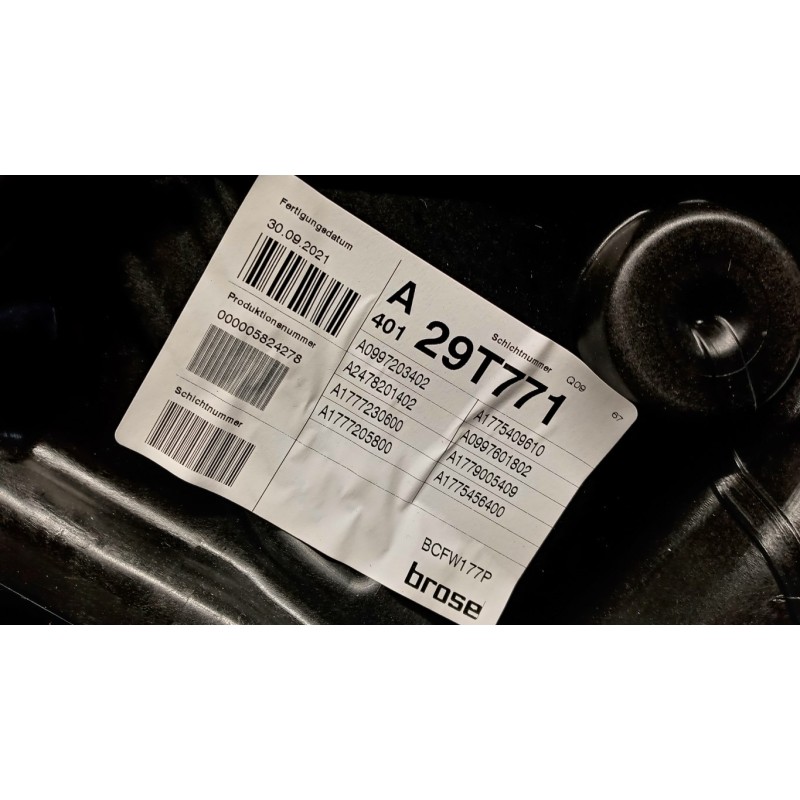 Fertigungsdatum
30.09.2021
Produktionsnummer
000005824278
Schichtnummer
A
401
29T771
Schichtnummer
Q09
67
A0997203402
A2478201402
A1777230600
A1777205800
A1775409610
A0997601802
A1779005409
A1775456400
BCFW177P
brose